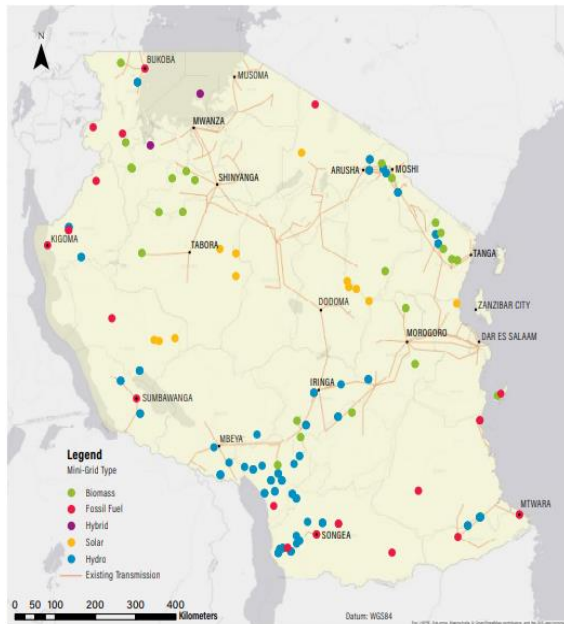 N
BUKOBA
MUSOMA
MWANZA
SHINYANGA
ARUSHA
MOSHI
KIGOMA
TABORA
TANGA
DODOMA
ZANZIBAR CITY
MOROGORO
DAR ES SALAAM
IRINGA
SUMBAWANGA
MBEYA
MTWARA
SONGEA
Legend
Mini-Grid Type
Biomass
Fossil Fuel
Hybrid
Solar
Hydro
Existing Transmission
0 50 100 200 300 400
Kilometers
Datum: WGS84